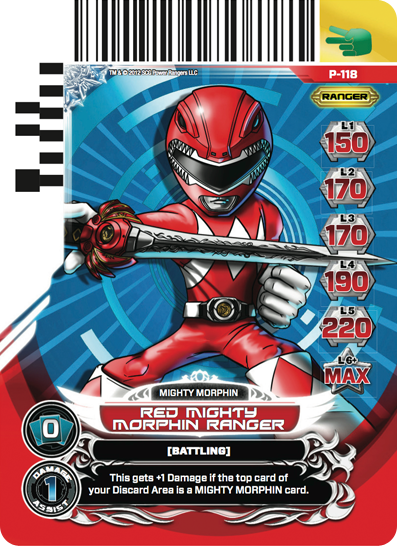 TM & © 2012 SCG Power Rangers LLC
P-118
RANGER
L1
150
L2
170
L3
170
L4
190
L5
220
L6+
MAX
MIGHTY MORPHIN
RED MIGHTY
MORPHIN RANGER
[BATTLING]
0
This gets +1 Damage if the top card of
your Discard Area is a MIGHTY MORPHIN card.
DAMAGE
1
ASSIST